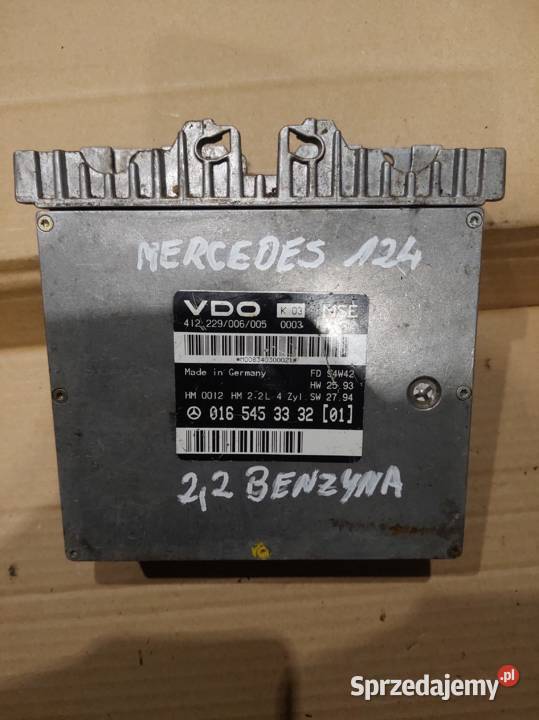 MERCEDES 124
VDO K 03 MSE
412.229/006/005 0003
*M008340300021#
Made in Germany FD S4W42
HW 25.93
HM 0012 HM 2.2L 4 Zyl. SW 27.94
016 545 33 32 [01]
2,2 BENZYNA
Sprzedajemy.pl